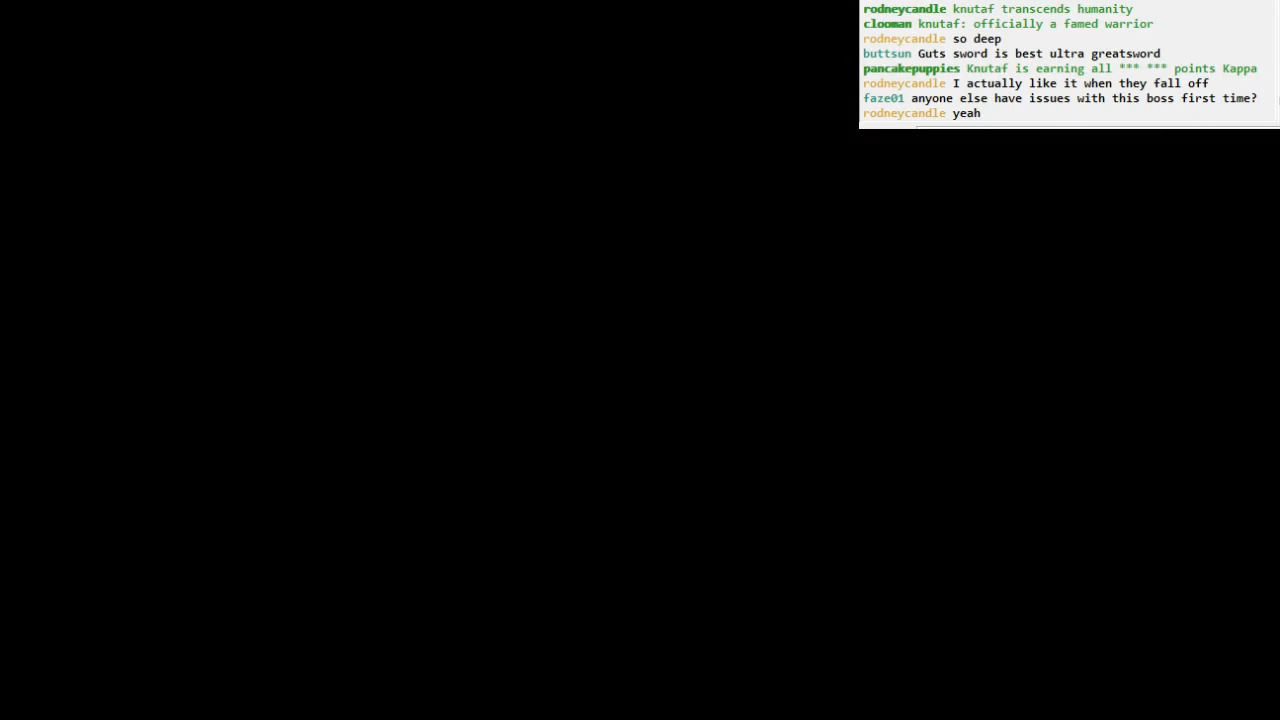 rodneycandle knutaf transcends humanity
clooman knutaf: officially a famed warrior
rodneycandle so deep
buttsun Guts sword is best ultra greatsword
pancakepuppies Knutaf is earning all *** *** points Kappa
rodneycandle I actually like it when they fall off
faze01 anyone else have issues with this boss first time?
rodneycandle yeah